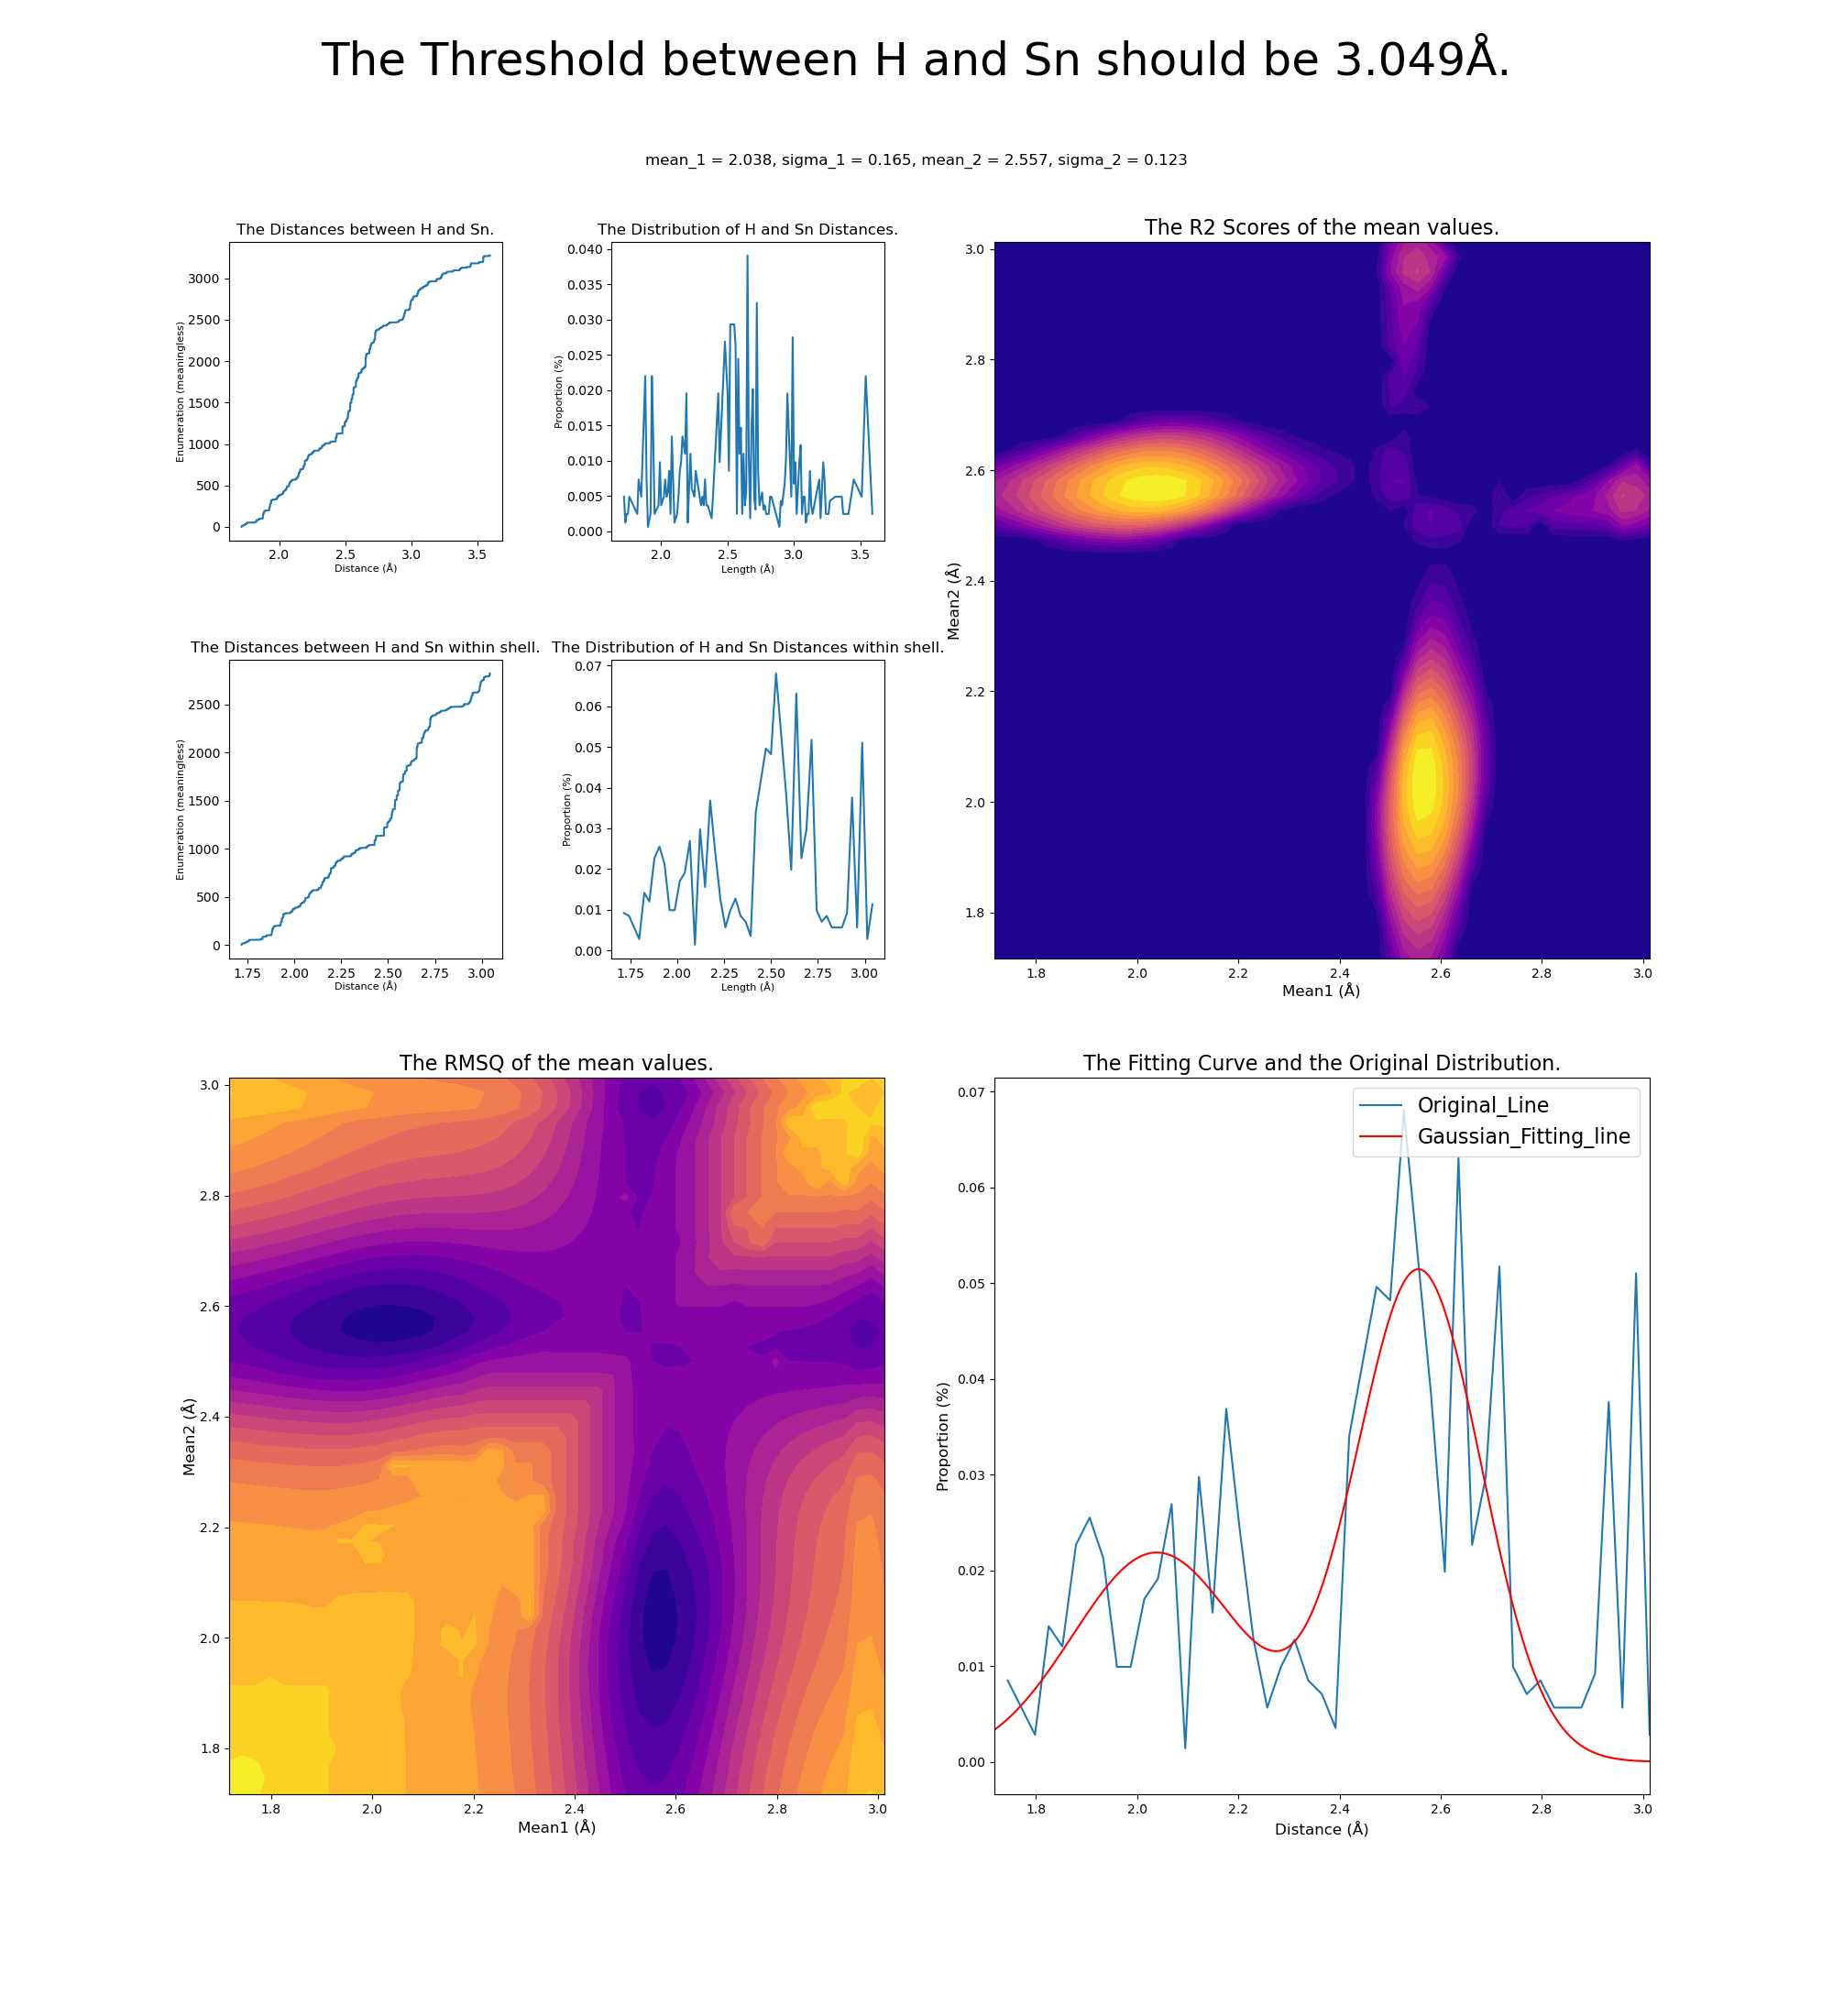 The Threshold between H and Sn should be 3.049Å.
mean_1 = 2.038, sigma_1 = 0.165, mean_2 = 2.557, sigma_2 = 0.123
The Distances between H and Sn.
Enumeration (meaningless)
3000
2500
2000
1500
1000
500
0
2.0 2.5 3.0 3.5
Distance (Å)
The Distribution of H and Sn Distances.
Proportion (%)
0.040
0.035
0.030
0.025
0.020
0.015
0.010
0.005
0.000
2.0 2.5 3.0 3.5
Length (Å)
The R2 Scores of the mean values.
Mean2 (Å)
3.0
2.8
2.6
2.4
2.2
2.0
1.8
1.8 2.0 2.2 2.4 2.6 2.8 3.0
Mean1 (Å)
The Distances between H and Sn within shell.
Enumeration (meaningless)
2500
2000
1500
1000
500
0
1.75 2.00 2.25 2.50 2.75 3.00
Distance (Å)
The Distribution of H and Sn Distances within shell.
Proportion (%)
0.07
0.06
0.05
0.04
0.03
0.02
0.01
0.00
1.75 2.00 2.25 2.50 2.75 3.00
Length (Å)
The RMSQ of the mean values.
Mean2 (Å)
3.0
2.8
2.6
2.4
2.2
2.0
1.8
1.8 2.0 2.2 2.4 2.6 2.8 3.0
Mean1 (Å)
The Fitting Curve and the Original Distribution.
Original_Line
Gaussian_Fitting_line
Proportion (%)
0.07
0.06
0.05
0.04
0.03
0.02
0.01
0.00
1.8 2.0 2.2 2.4 2.6 2.8 3.0
Distance (Å)